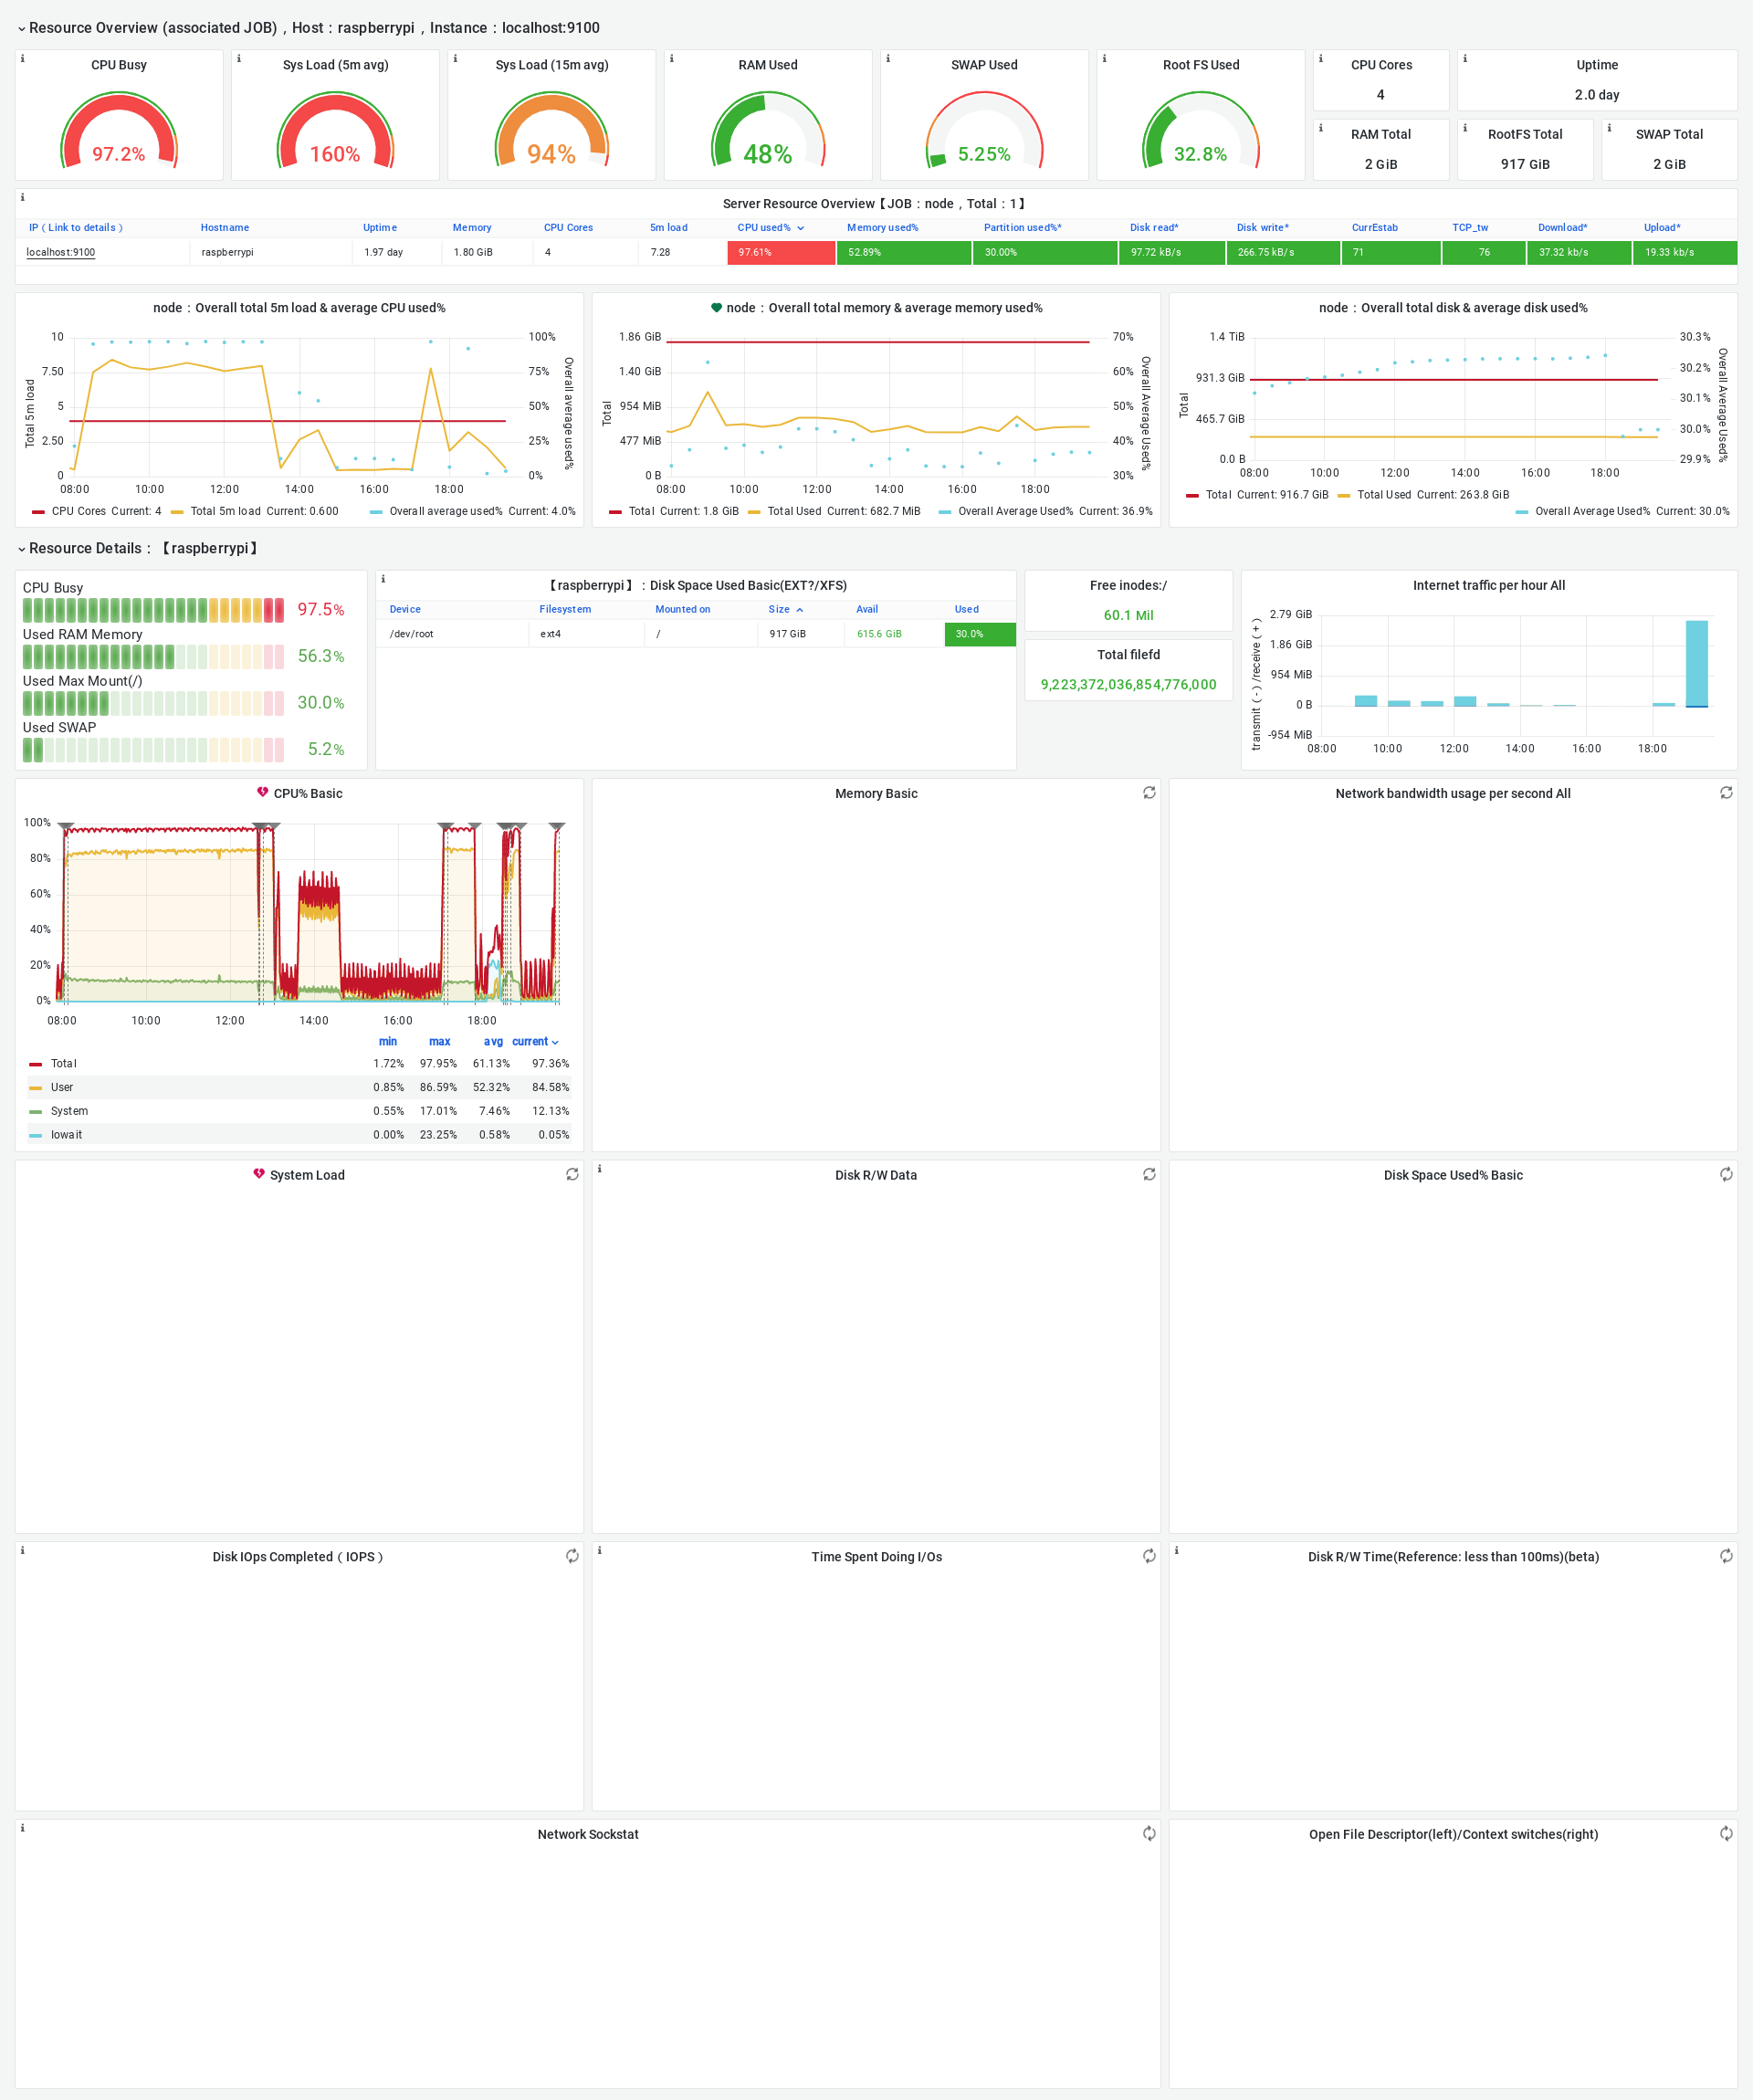 Resource Overview (associated JOB)，Host：raspberrypi，Instance：localhost:9100
CPU Busy
97.2%
Sys Load (5m avg)
160%
Sys Load (15m avg)
94%
RAM Used
48%
SWAP Used
5.25%
Root FS Used
32.8%
CPU Cores
4
Uptime
2.0 day
RAM Total
2 GiB
RootFS Total
917 GiB
SWAP Total
2 GiB
Server Resource Overview【JOB：node，Total：1】
IP（Link to details） Hostname Uptime Memory CPU Cores 5m load CPU used% Memory used% Partition used%* Disk read* Disk write* CurrEstab TCP_tw Download* Upload*
localhost:9100 raspberrypi 1.97 day 1.80 GiB 4 7.28 97.61% 52.89% 30.00% 97.72 kB/s 266.75 kB/s 71 76 37.32 kb/s 19.33 kb/s
node：Overall total 5m load & average CPU used%
Total 5m load
10
7.50
5
2.50
0
100%
75%
50%
25%
0%
Overall average used%
08:00 10:00 12:00 14:00 16:00 18:00
CPU Cores Current: 4 Total 5m load Current: 0.600 Overall average used% Current: 4.0%
node：Overall total memory & average memory used%
Total
1.86 GiB
1.40 GiB
954 MiB
477 MiB
0 B
70%
60%
50%
40%
30%
Overall Average Used%
08:00 10:00 12:00 14:00 16:00 18:00
Total Current: 1.8 GiB Total Used Current: 682.7 MiB Overall Average Used% Current: 36.9%
node：Overall total disk & average disk used%
Total
1.4 TiB
931.3 GiB
465.7 GiB
0.0 B
30.3%
30.2%
30.1%
30.0%
29.9%
Overall Average Used%
08:00 10:00 12:00 14:00 16:00 18:00
Total Current: 916.7 GiB Total Used Current: 263.8 GiB
Overall Average Used% Current: 30.0%
Resource Details：【raspberrypi】
CPU Busy
97.5%
Used RAM Memory
56.3%
Used Max Mount(/)
30.0%
Used SWAP
5.2%
【raspberrypi】：Disk Space Used Basic(EXT?/XFS)
Device Filesystem Mounted on Size Avail Used
/dev/root ext4 / 917 GiB 615.6 GiB 30.0%
Free inodes:/
60.1 Mil
Total filefd
9,223,372,036,854,776,000
Internet traffic per hour All
transmit（-）/receive（+）
2.79 GiB
1.86 GiB
954 MiB
0 B
-954 MiB
08:00 10:00 12:00 14:00 16:00 18:00
CPU% Basic
100%
80%
60%
40%
20%
0%
08:00 10:00 12:00 14:00 16:00 18:00
min max avg current
Total 1.72% 97.95% 61.13% 97.36%
User 0.85% 86.59% 52.32% 84.58%
System 0.55% 17.01% 7.46% 12.13%
Iowait 0.00% 23.25% 0.58% 0.05%
Memory Basic
Network bandwidth usage per second All
System Load
Disk R/W Data
Disk Space Used% Basic
Disk IOps Completed（IOPS）
Time Spent Doing I/Os
Disk R/W Time(Reference: less than 100ms)(beta)
Network Sockstat
Open File Descriptor(left)/Context switches(right)